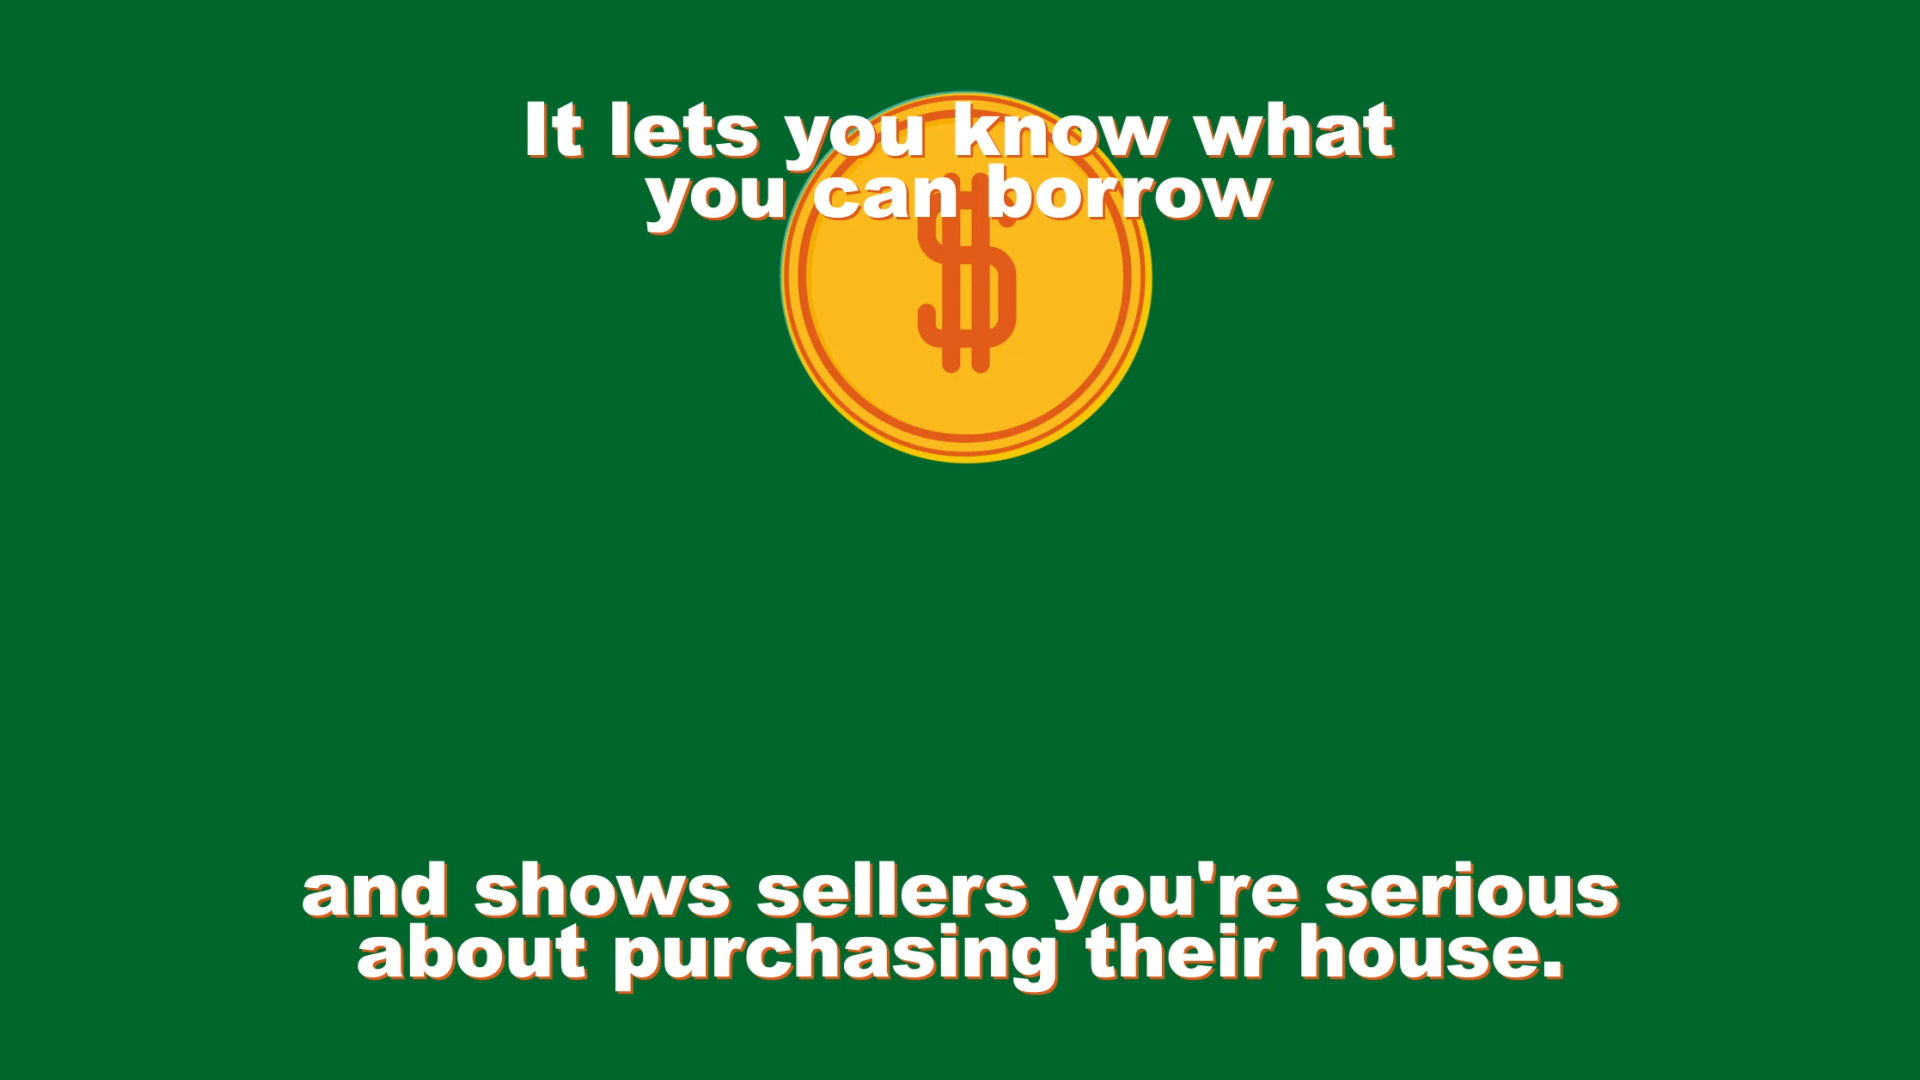 It lets you know what
you can borrow
$
and shows sellers you're serious
about purchasing their house.